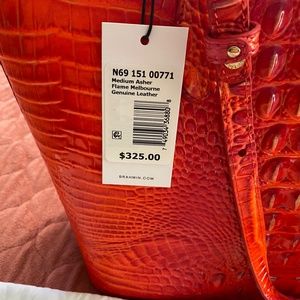 N69 151 00771
Medium Asher
Flame Melbourne
Genuine Leather
$325.00
BRAHMIN.COM